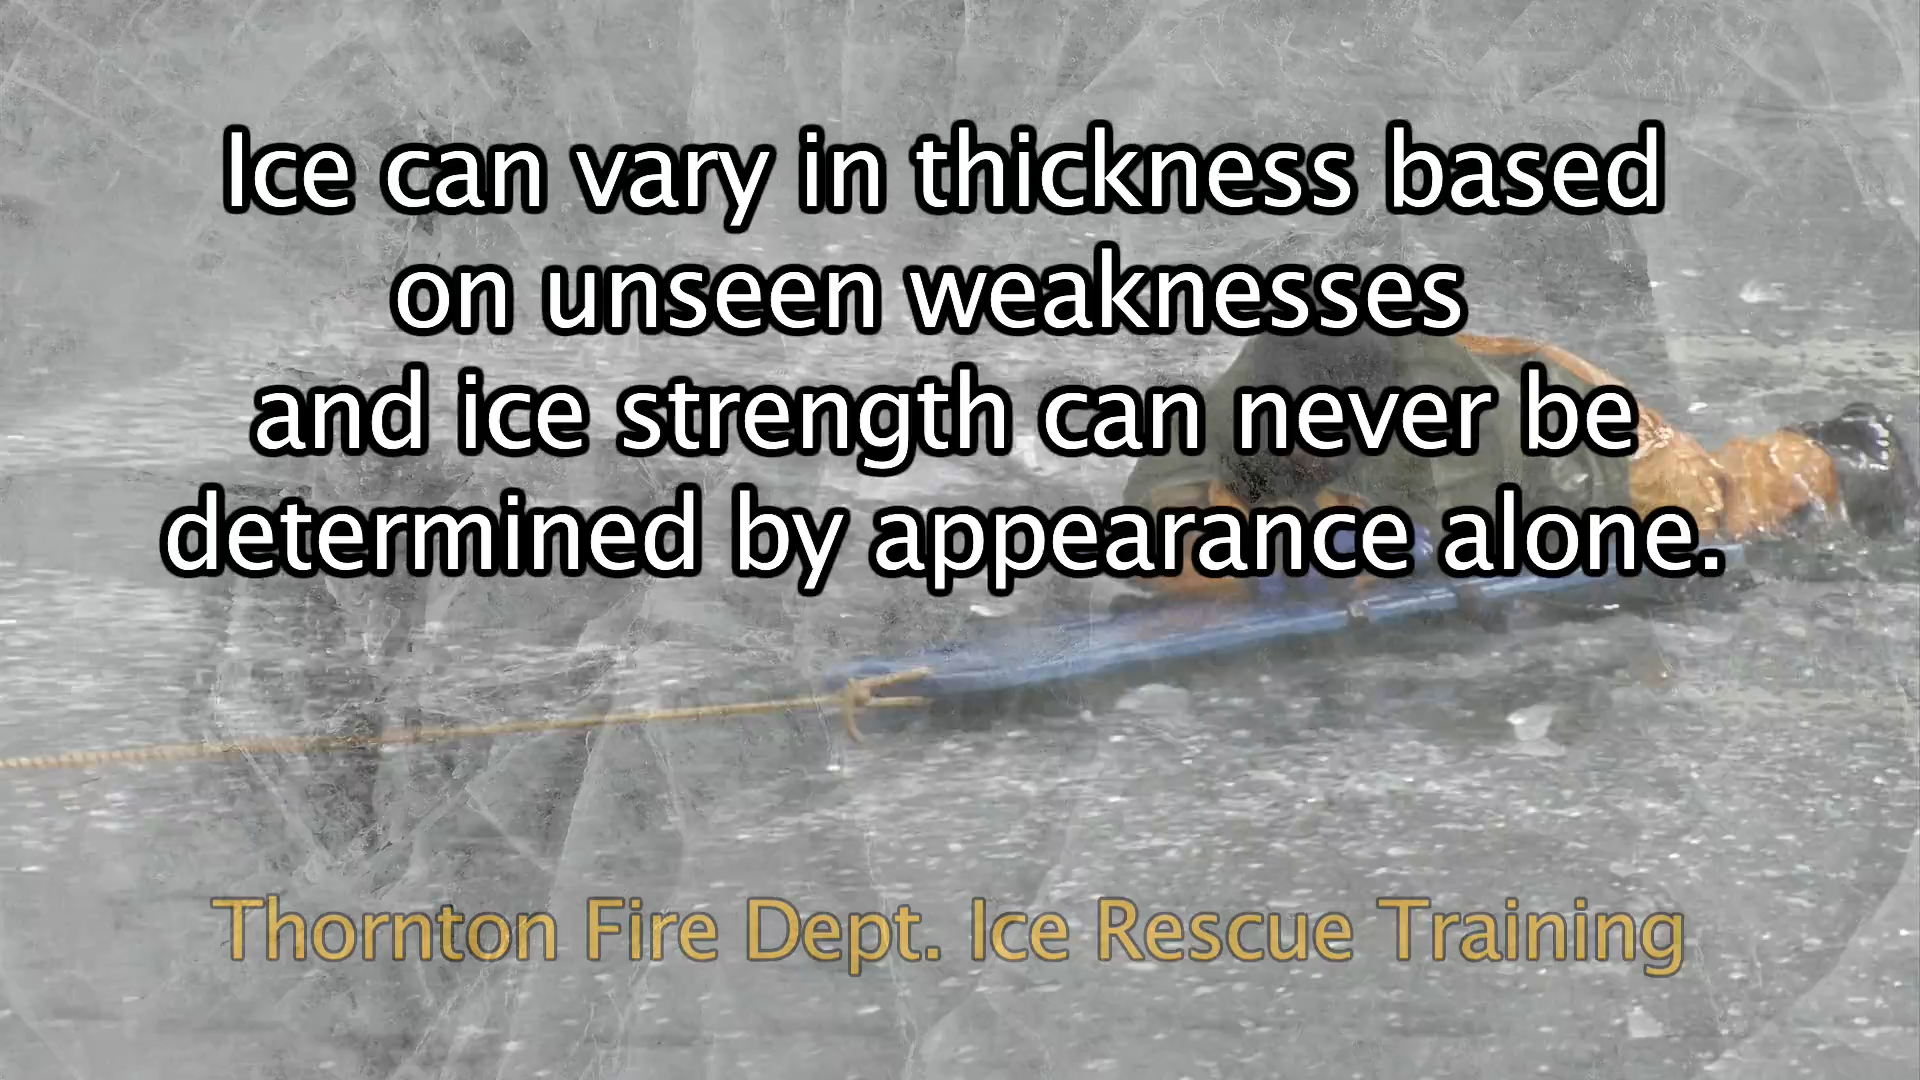 Ice can vary in thickness based
on unseen weaknesses
and ice strength can never be
determined by appearance alone.
Thornton Fire Dept. Ice Rescue Training